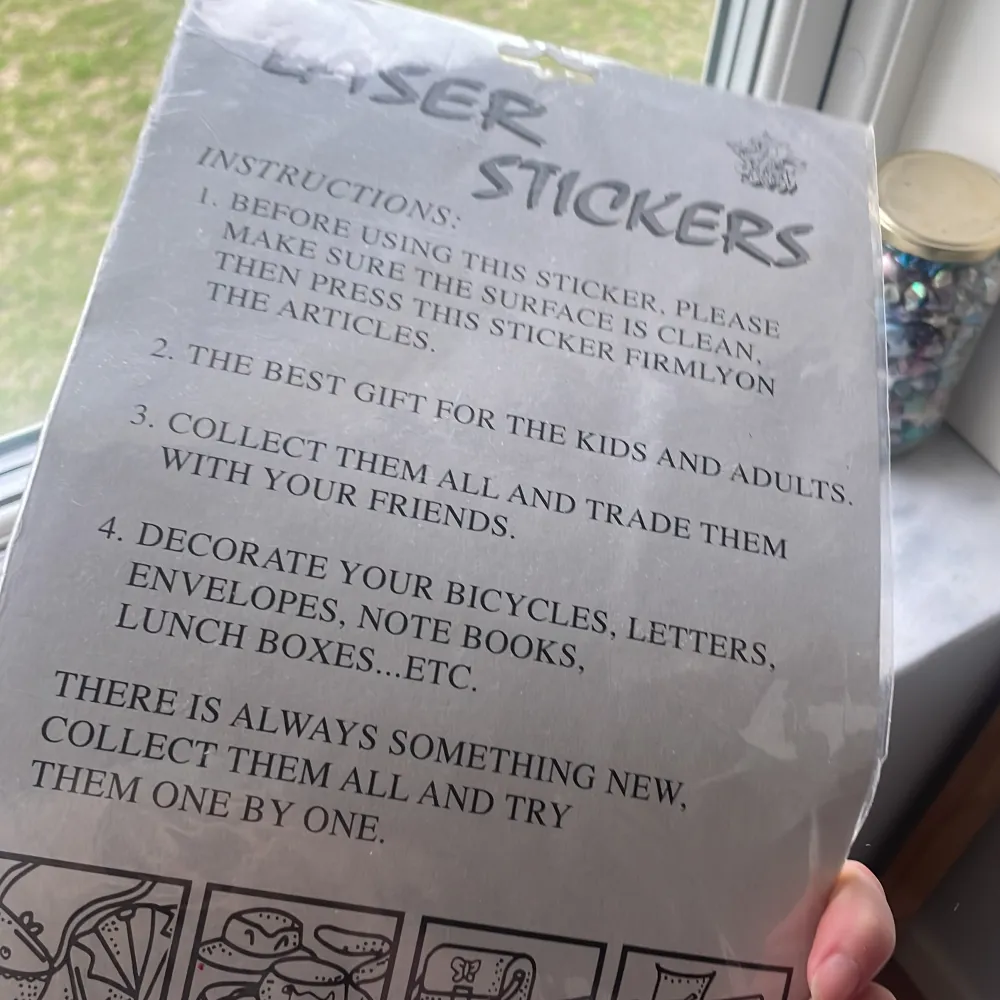 LASER
STICKERS
INSTRUCTIONS:
1. BEFORE USING THIS STICKER, PLEASE
MAKE SURE THE SURFACE IS CLEAN,
THEN PRESS THIS STICKER FIRMLYON
THE ARTICLES.
2. THE BEST GIFT FOR THE KIDS AND ADULTS.
3. COLLECT THEM ALL AND TRADE THEM
WITH YOUR FRIENDS.
4. DECORATE YOUR BICYCLES, LETTERS,
ENVELOPES, NOTE BOOKS,
LUNCH BOXES...ETC.
THERE IS ALWAYS SOMETHING NEW,
COLLECT THEM ALL AND TRY
THEM ONE BY ONE.